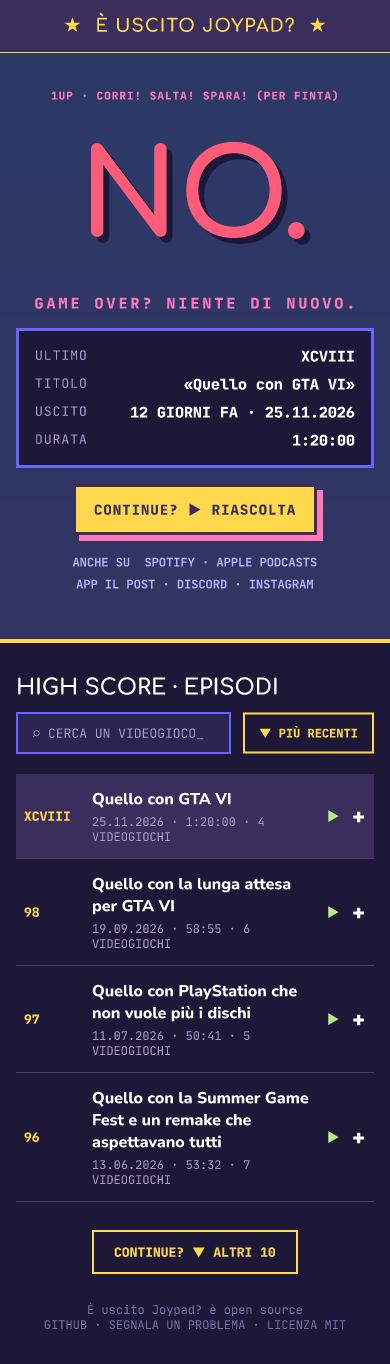 ★ È USCITO JOYPAD? ★
1UP · CORRI! SALTA! SPARA! (PER FINTA)
NO.
GAME OVER? NIENTE DI NUOVO.
ULTIMO XCVIII
TITOLO «Quello con GTA VI»
USCITO 12 GIORNI FA · 25.11.2026
DURATA 1:20:00
CONTINUE? ▶ RIASCOLTA
ANCHE SU SPOTIFY · APPLE PODCASTS
APP IL POST · DISCORD · INSTAGRAM
HIGH SCORE · EPISODI
⌕ CERCA UN VIDEOGIOCO_
▼ PIÙ RECENTI
XCVIII
Quello con GTA VI
25.11.2026 · 1:20:00 · 4
VIDEOGIOCHI
▶ +
98
Quello con la lunga attesa
per GTA VI
19.09.2026 · 58:55 · 6
VIDEOGIOCHI
▶ +
97
Quello con PlayStation che
non vuole più i dischi
11.07.2026 · 50:41 · 5
VIDEOGIOCHI
▶ +
96
Quello con la Summer Game
Fest e un remake che
aspettavano tutti
13.06.2026 · 53:32 · 7
VIDEOGIOCHI
▶ +
CONTINUE? ▼ ALTRI 10
È uscito Joypad? è open source
GITHUB · SEGNALA UN PROBLEMA · LICENZA MIT